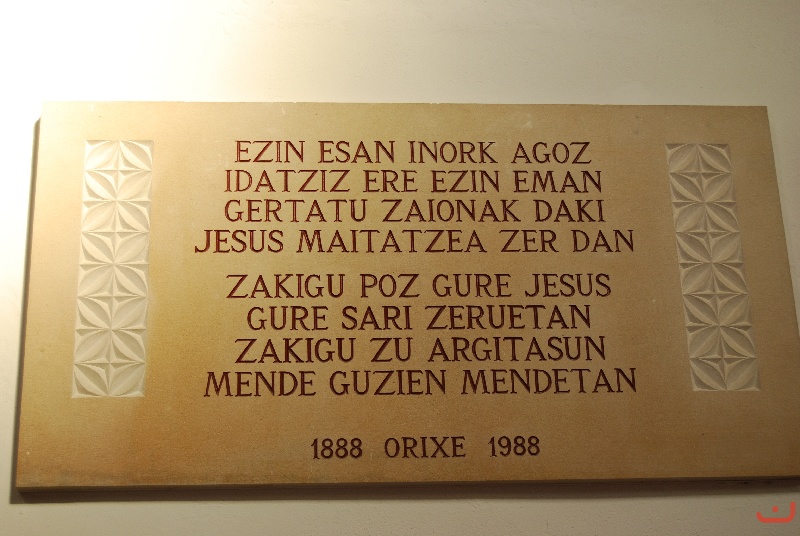 EZIN ESAN INORK AGOZ
IDATZIZ ERE EZIN EMAN
GERTATU ZAIONAK DAKI
JESUS MAITATZEA ZER DAN
ZAKIGU POZ GURE JESUS
GURE SARI ZERUETAN
ZAKIGU ZU ARGITASUN
MENDE GUZIEN MENDETAN
1888 ORIXE 1988